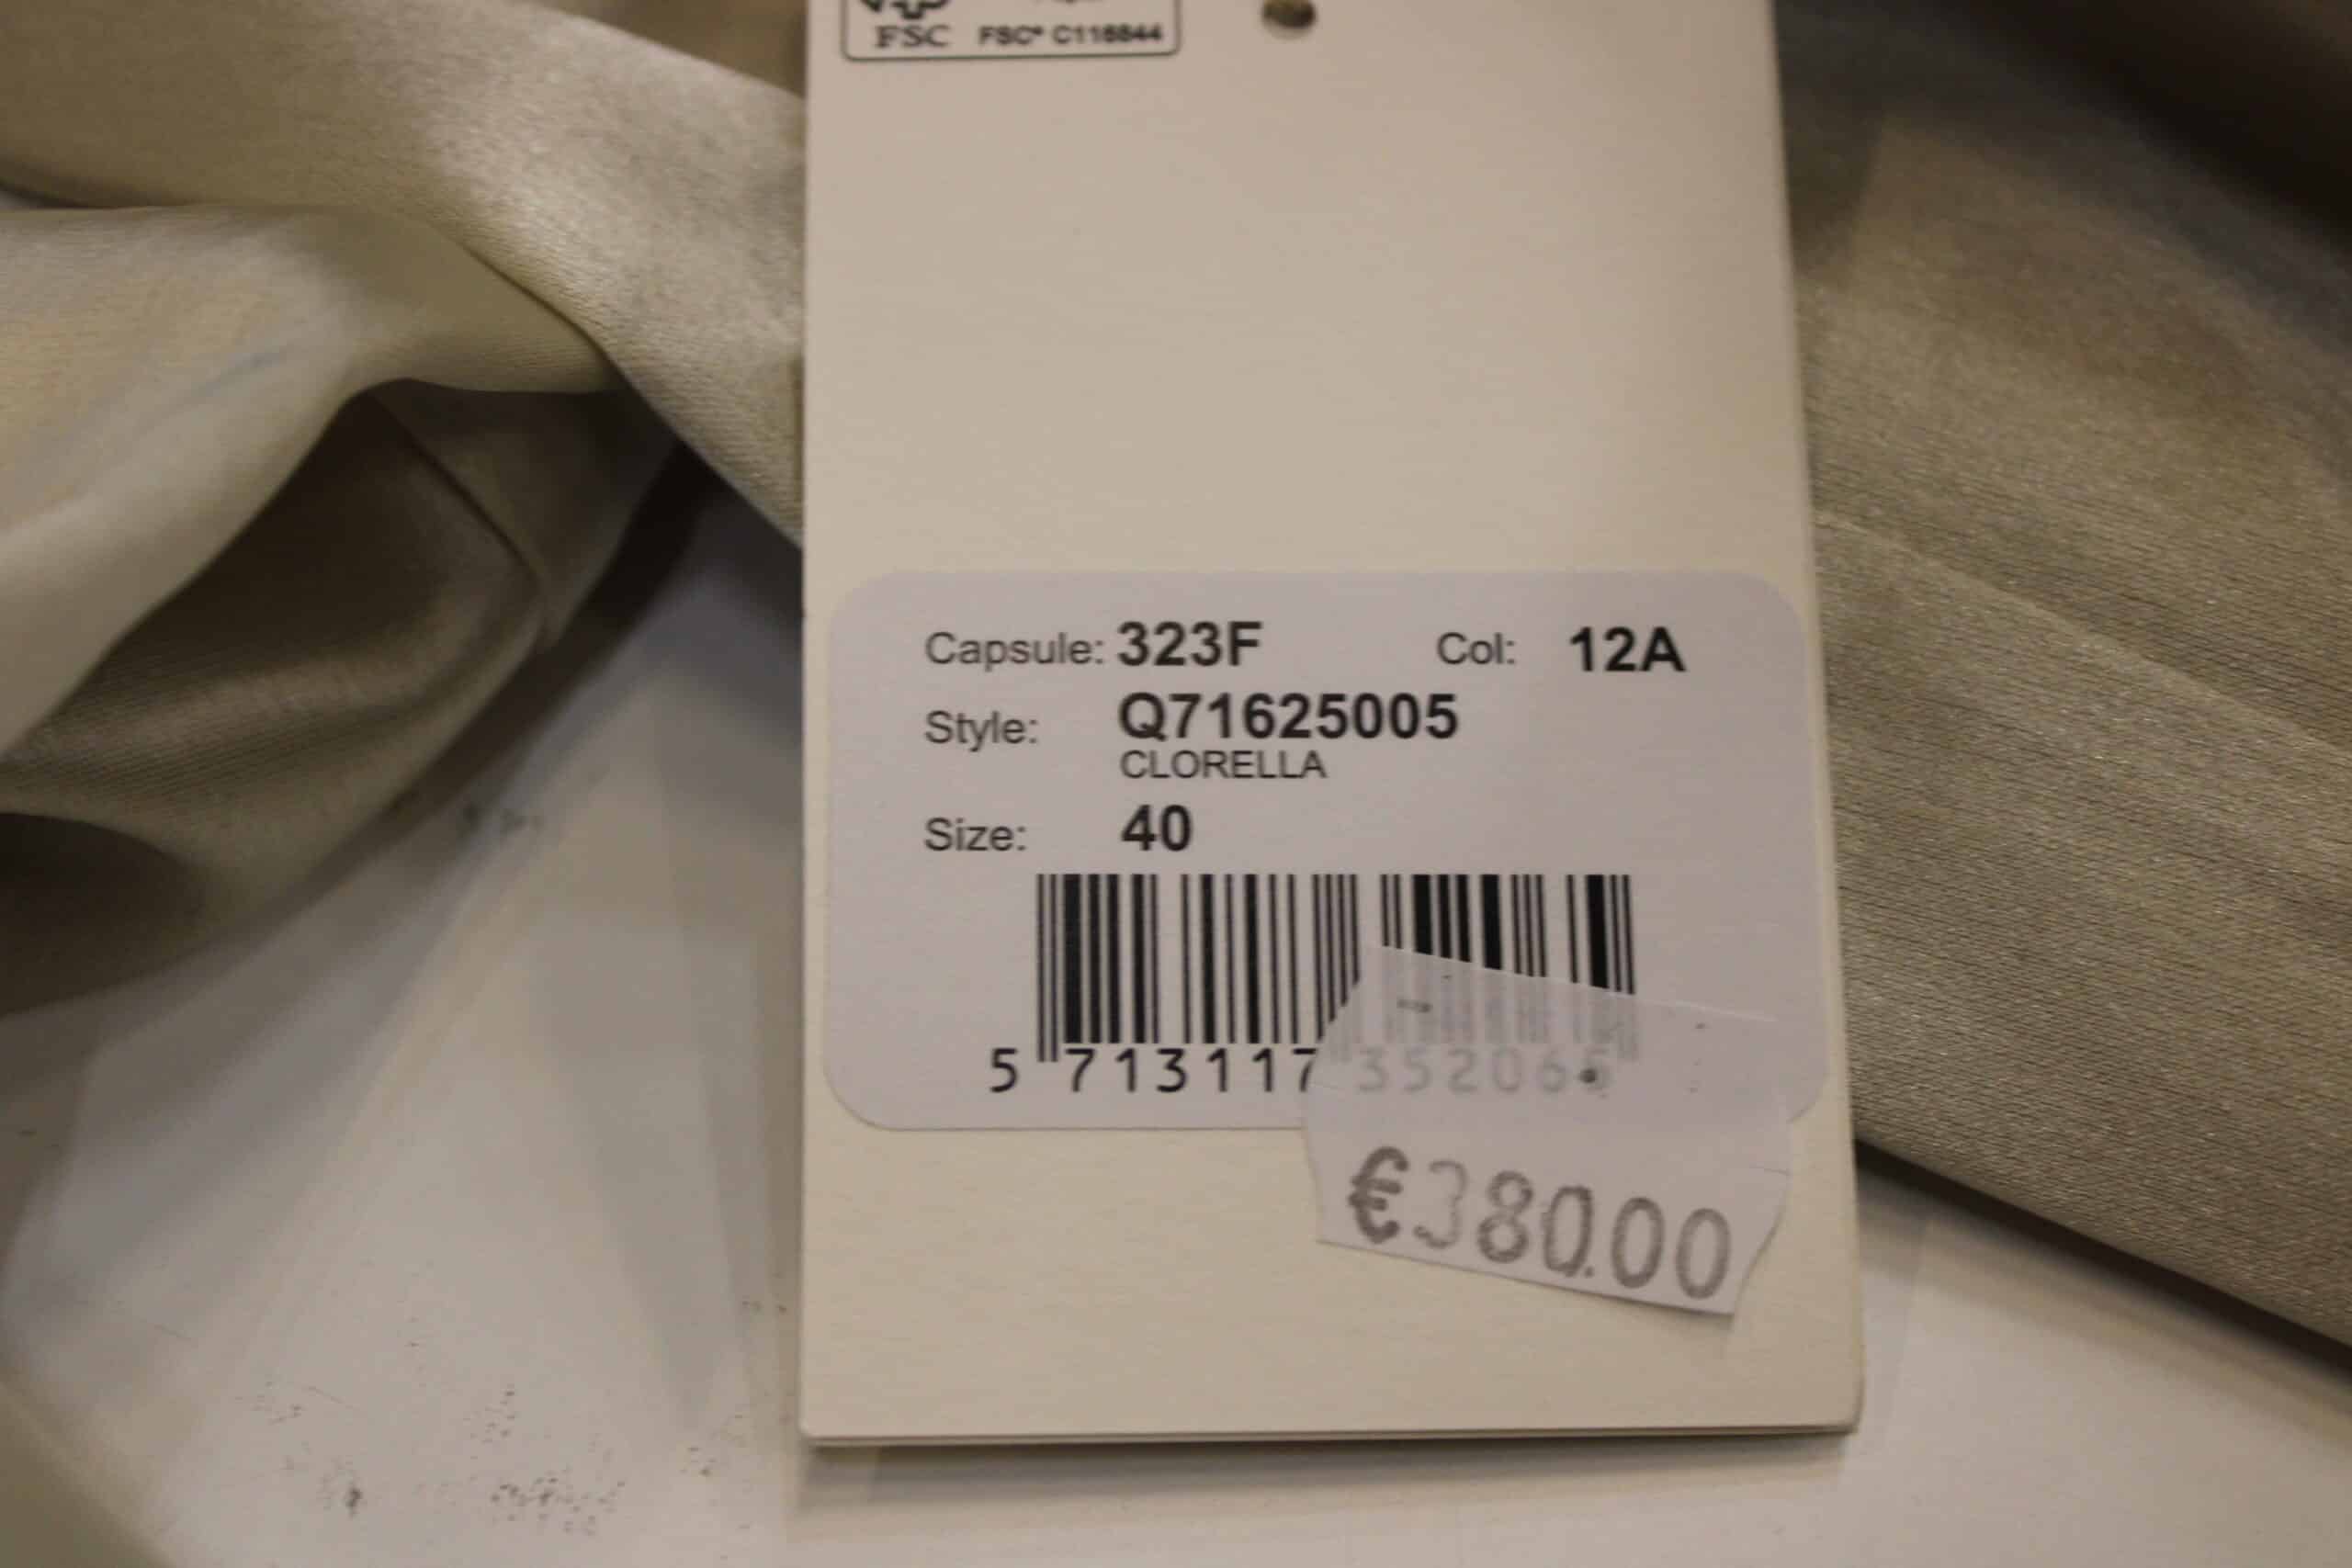 FSC FSC® C118844
Capsule: 323F Col: 12A
Style: Q71625005
CLORELLA
Size: 40
5 713117 352065
€380.00